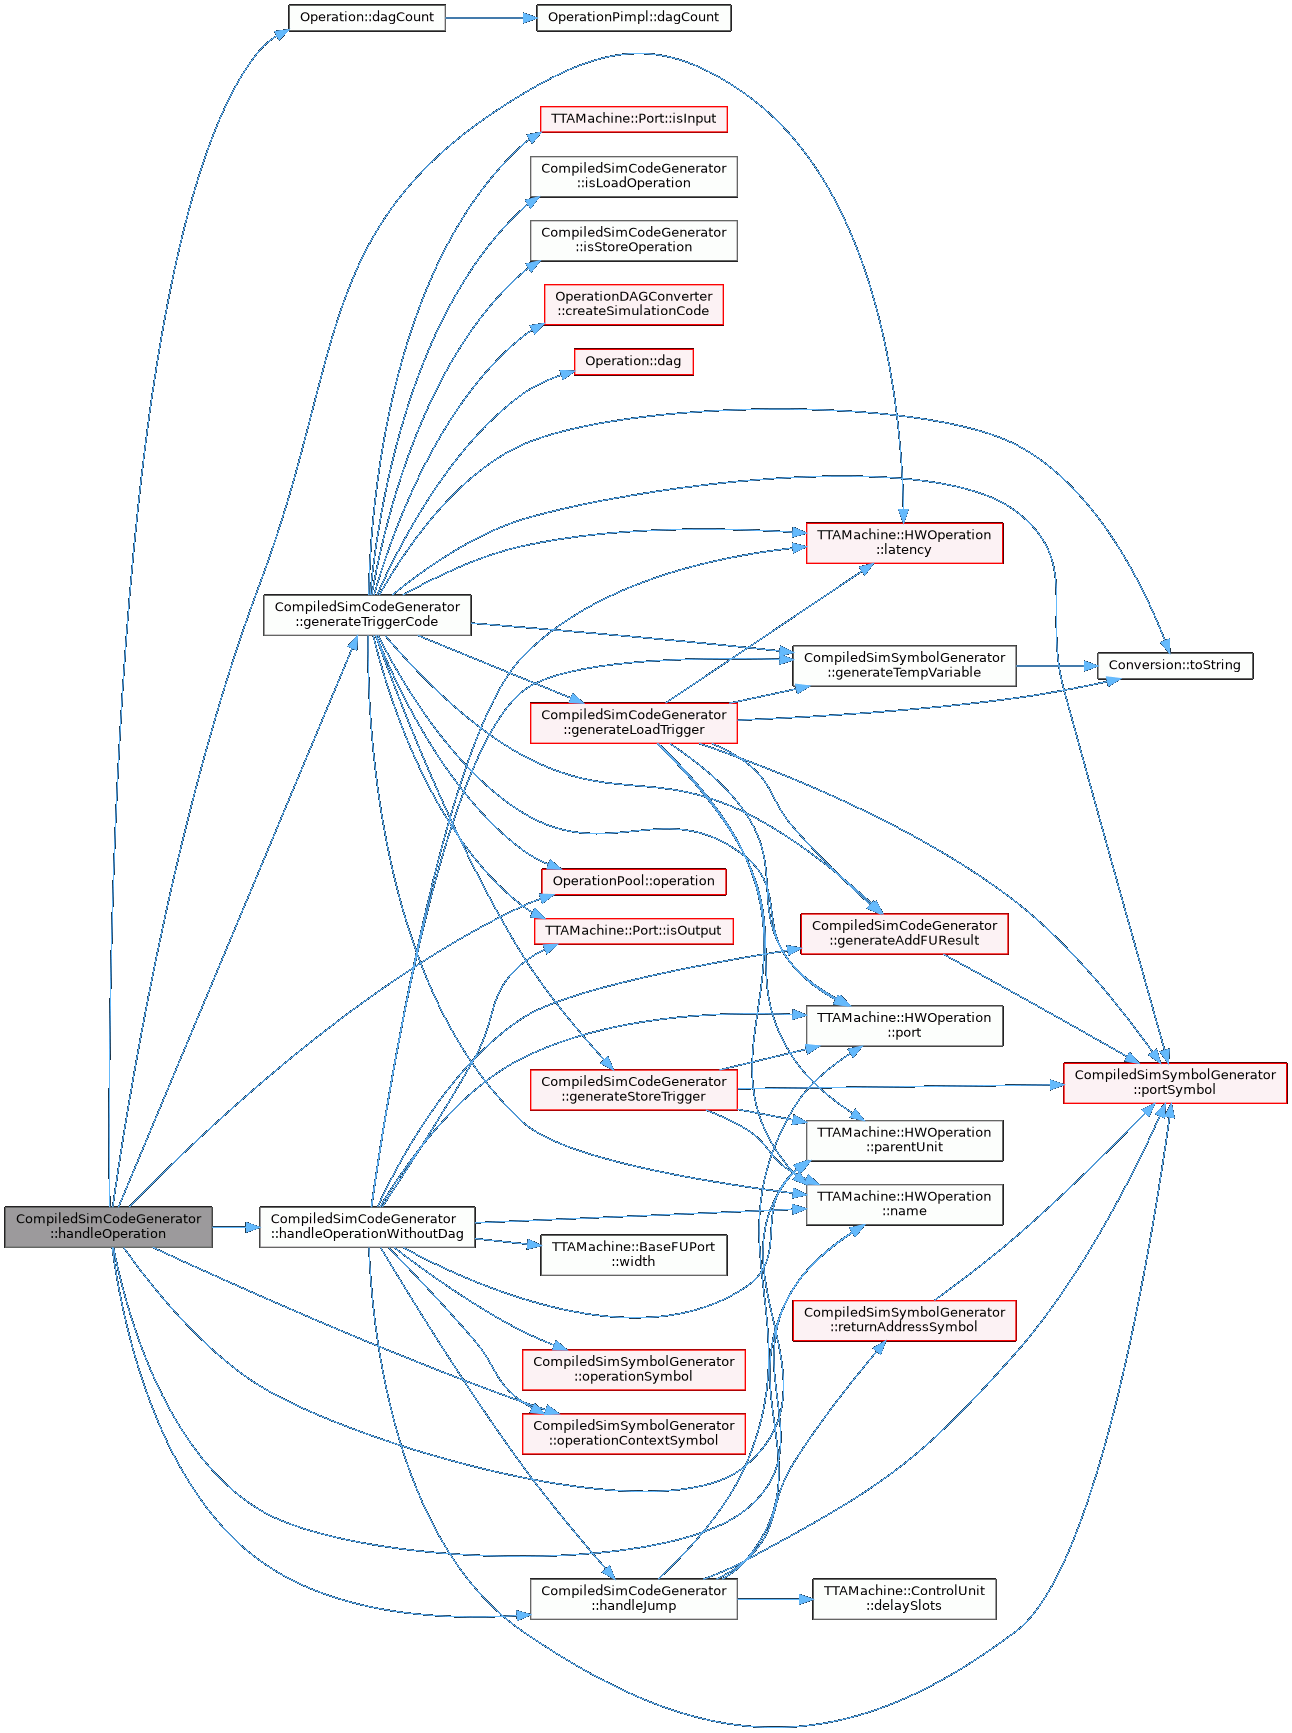 Operation::dagCount
OperationPimpl::dagCount
TTAMachine::Port::isInput
CompiledSimCodeGenerator
::isLoadOperation
CompiledSimCodeGenerator
::isStoreOperation
OperationDAGConverter
::createSimulationCode
Operation::dag
TTAMachine::HWOperation
::latency
CompiledSimCodeGenerator
::generateTriggerCode
CompiledSimSymbolGenerator
::generateTempVariable
Conversion::toString
CompiledSimCodeGenerator
::generateLoadTrigger
OperationPool::operation
TTAMachine::Port::isOutput
CompiledSimCodeGenerator
::generateAddFUResult
TTAMachine::HWOperation
::port
CompiledSimCodeGenerator
::generateStoreTrigger
CompiledSimSymbolGenerator
::portSymbol
TTAMachine::HWOperation
::parentUnit
TTAMachine::HWOperation
::name
CompiledSimCodeGenerator
::handleOperation
CompiledSimCodeGenerator
::handleOperationWithoutDag
TTAMachine::BaseFUPort
::width
CompiledSimSymbolGenerator
::returnAddressSymbol
CompiledSimSymbolGenerator
::operationSymbol
CompiledSimSymbolGenerator
::operationContextSymbol
CompiledSimCodeGenerator
::handleJump
TTAMachine::ControlUnit
::delaySlots